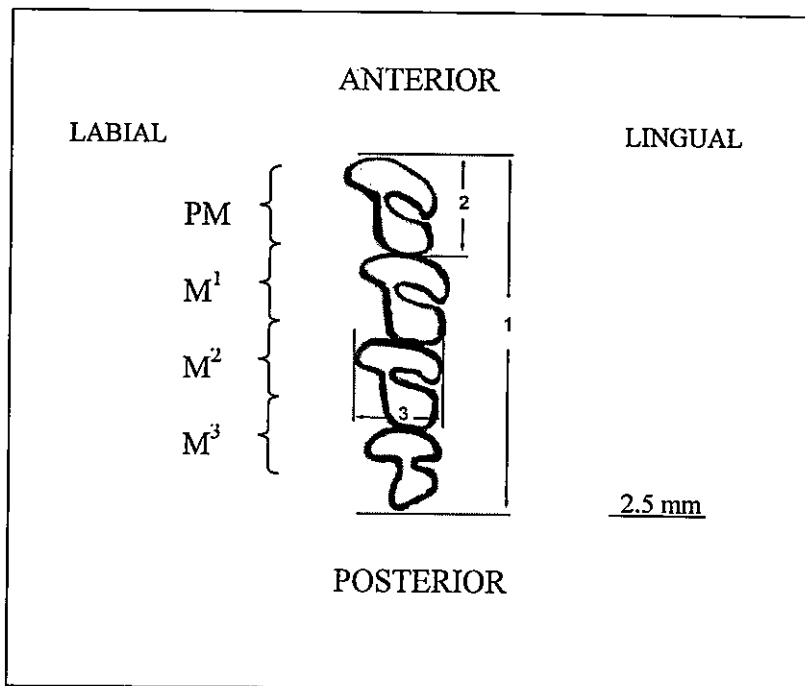 ANTERIOR
LABIAL
LINGUAL
PM
2
M¹
1
M²
3
M³
2.5 mm
POSTERIOR